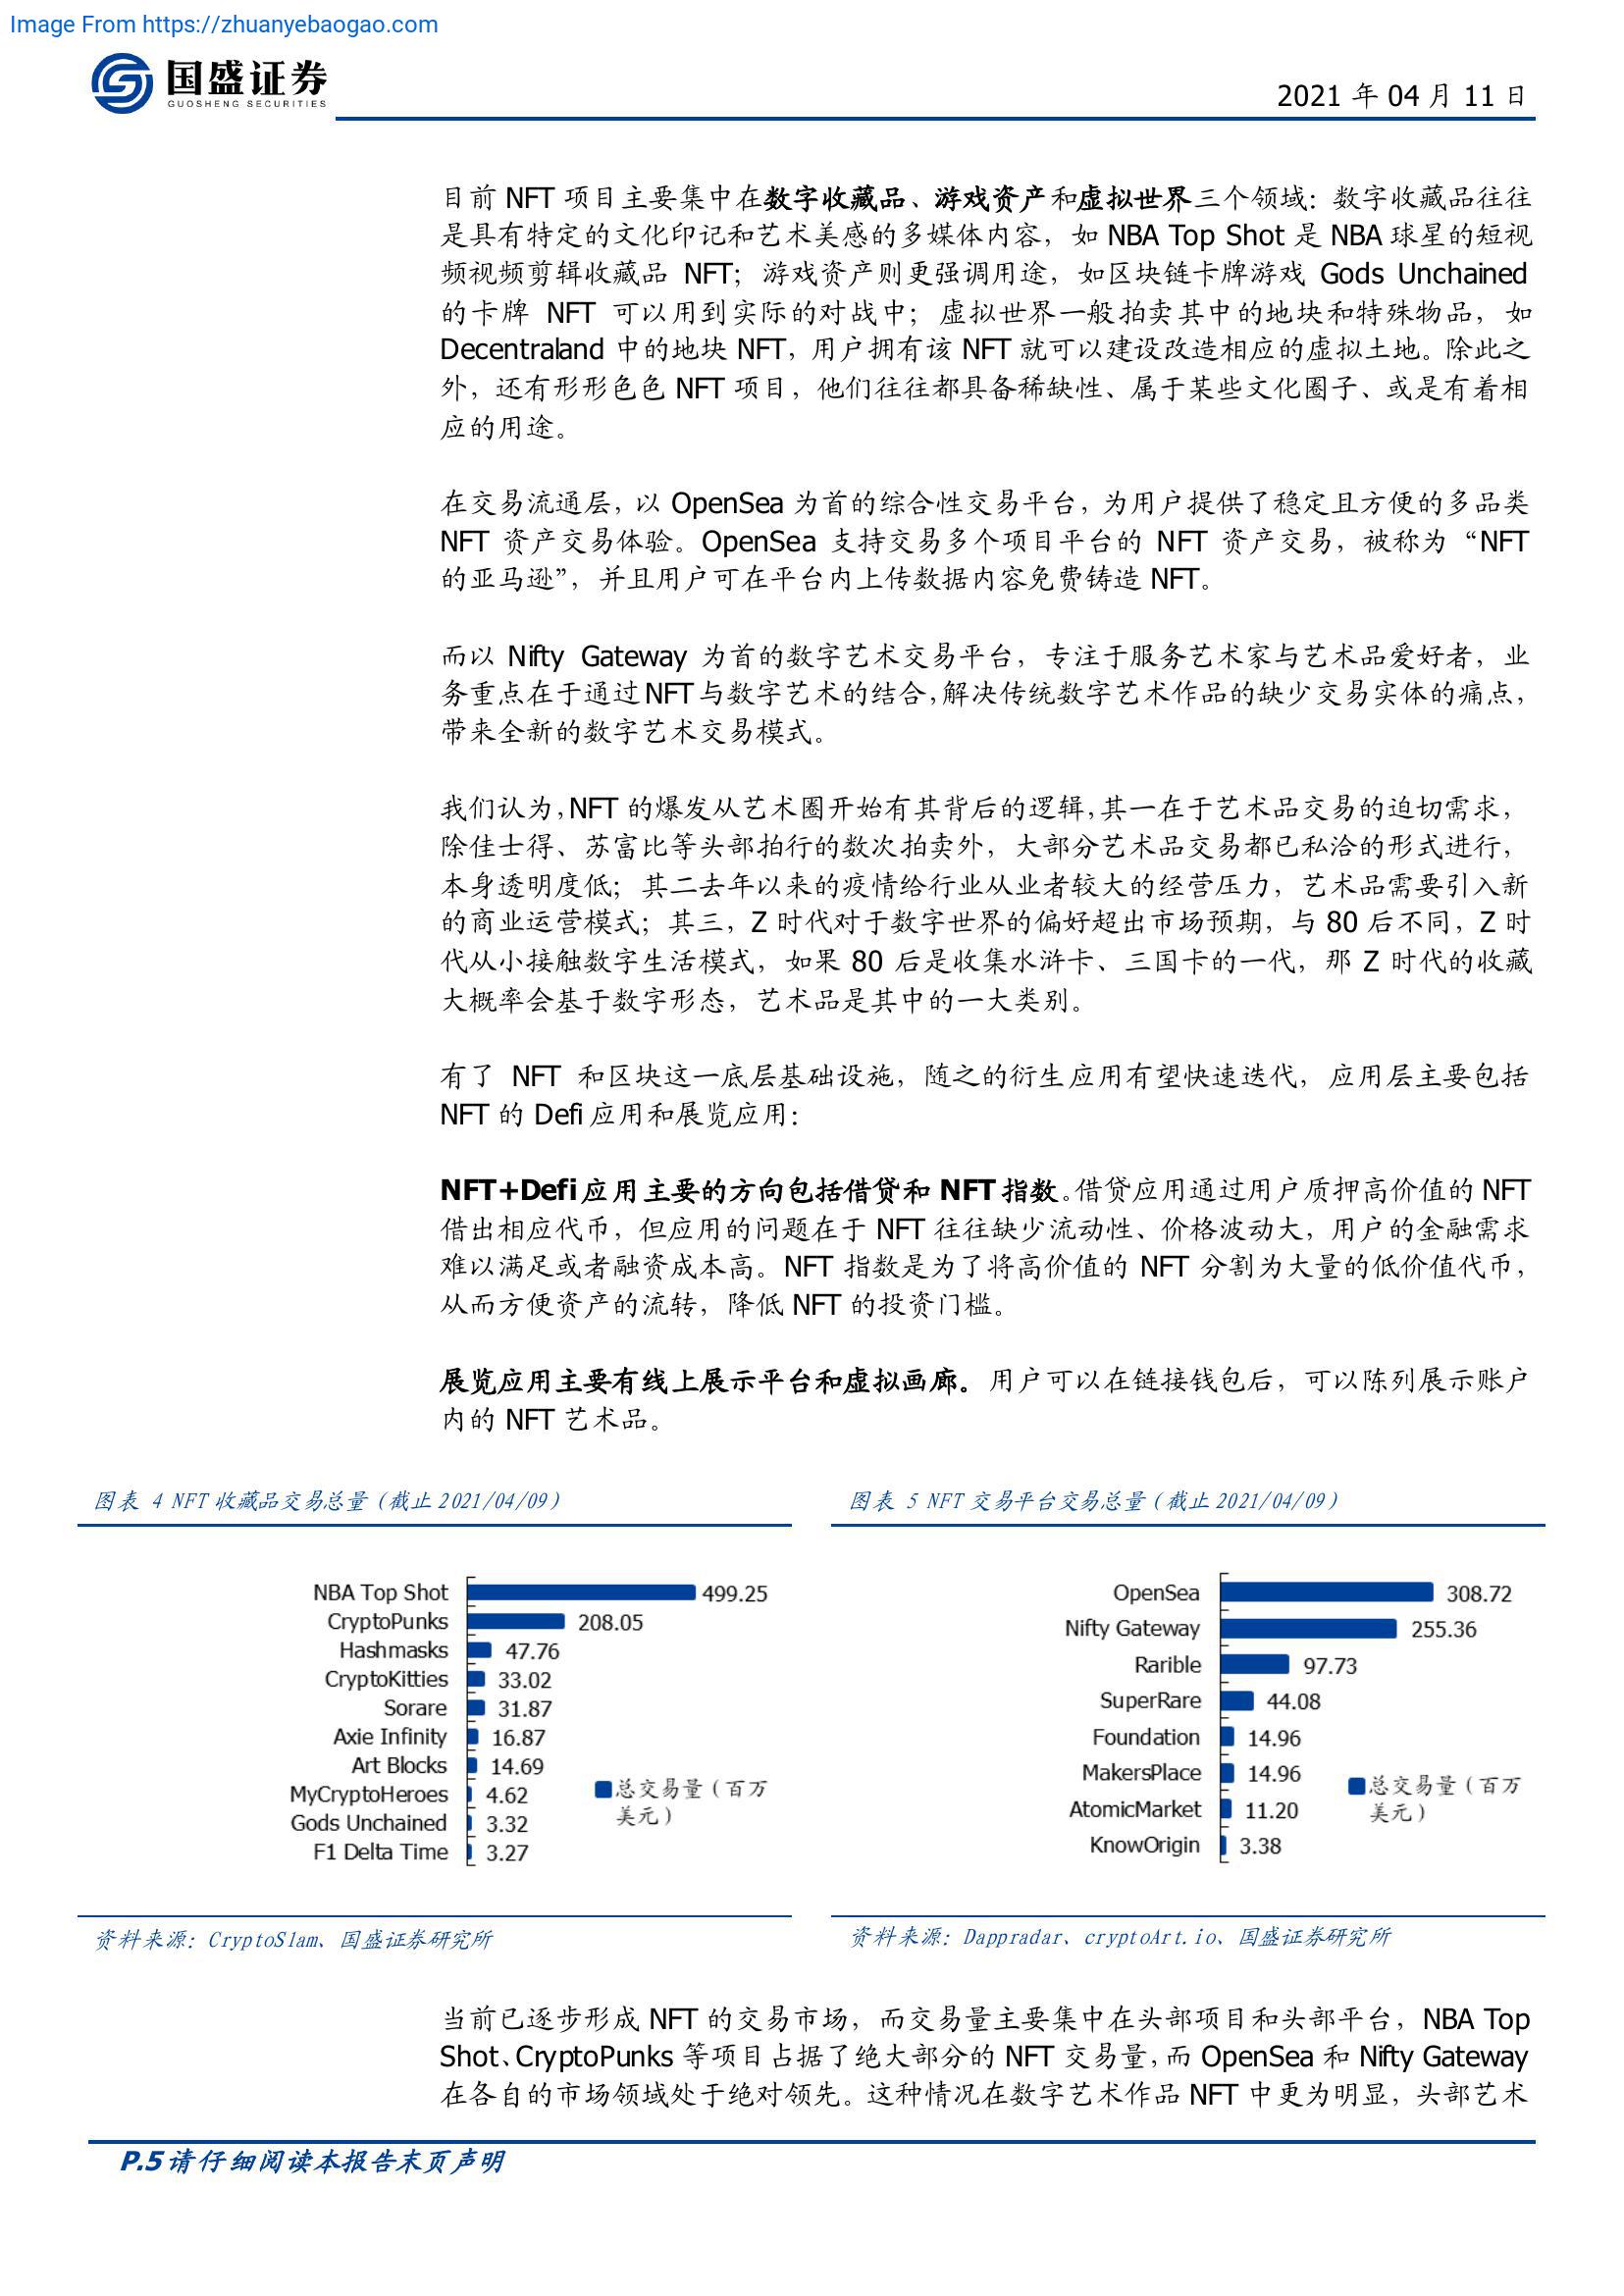 Image From https://zhuanyebaogao.com
国盛证券
GUOSHENG SECURITIES
2021 年 04 月 11 日
目前 NFT 项目主要集中在数字收藏品、游戏资产和虚拟世界三个领域：数字收藏品往往
是具有特定的文化印记和艺术美感的多媒体内容，如 NBA Top Shot 是 NBA 球星的短视
频视频剪辑收藏品 NFT；游戏资产则更强调用途，如区块链卡牌游戏 Gods Unchained
的卡牌 NFT 可以用到实际的对战中；虚拟世界一般拍卖其中的地块和特殊物品，如
Decentraland 中的地块 NFT，用户拥有该 NFT 就可以建设改造相应的虚拟土地。除此之
外，还有形形色色 NFT 项目，他们往往都具备稀缺性、属于某些文化圈子、或是有着相
应的用途。
在交易流通层，以 OpenSea 为首的综合性交易平台，为用户提供了稳定且方便的多品类
NFT 资产交易体验。OpenSea 支持交易多个项目平台的 NFT 资产交易，被称为“NFT
的亚马逊”，并且用户可在平台内上传数据内容免费铸造 NFT。
而以 Nifty Gateway 为首的数字艺术交易平台，专注于服务艺术家与艺术品爱好者，业
务重点在于通过 NFT 与数字艺术的结合，解决传统数字艺术作品的缺少交易实体的痛点，
带来全新的数字艺术交易模式。
我们认为，NFT 的爆发从艺术圈开始有其背后的逻辑，其一在于艺术品交易的迫切需求，
除佳士得、苏富比等头部拍行的数次拍卖外，大部分艺术品交易都已私洽的形式进行，
本身透明度低；其二去年以来的疫情给行业从业者较大的经营压力，艺术品需要引入新
的商业运营模式；其三，Z 时代对于数字世界的偏好超出市场预期，与 80 后不同，Z 时
代从小接触数字生活模式，如果 80 后是收集水浒卡、三国卡的一代，那 Z 时代的收藏
大概率会基于数字形态，艺术品是其中的一大类别。
有了 NFT 和区块这一底层基础设施，随之的衍生应用有望快速迭代，应用层主要包括
NFT 的 Defi 应用和展览应用：
NFT+Defi 应用主要的方向包括借贷和 NFT 指数。借贷应用通过用户质押高价值的 NFT
借出相应代币，但应用的问题在于 NFT 往往缺少流动性、价格波动大，用户的金融需求
难以满足或者融资成本高。NFT 指数是为了将高价值的 NFT 分割为大量的低价值代币，
从而方便资产的流转，降低 NFT 的投资门槛。
展览应用主要有线上展示平台和虚拟画廊。用户可以在链接钱包后，可以陈列展示账户
内的 NFT 艺术品。
图表 4 NFT 收藏品交易总量（截止 2021/04/09）
NBA Top Shot 499.25
CryptoPunks 208.05
Hashmasks 47.76
CryptoKitties 33.02
Sorare 31.87
Axie Infinity 16.87
Art Blocks 14.69
MyCryptoHeroes 4.62
Gods Unchained 3.32
F1 Delta Time 3.27
总交易量（百万
美元）
资料来源：CryptoSlam、国盛证券研究所
图表 5 NFT 交易平台交易总量（截止 2021/04/09）
OpenSea 308.72
Nifty Gateway 255.36
Rarible 97.73
SuperRare 44.08
Foundation 14.96
MakersPlace 14.96
AtomicMarket 11.20
KnowOrigin 3.38
总交易量（百万
美元）
资料来源：Dappradar、cryptoArt.io、国盛证券研究所
当前已逐步形成 NFT 的交易市场，而交易量主要集中在头部项目和头部平台，NBA Top
Shot、CryptoPunks 等项目占据了绝大部分的 NFT 交易量，而 OpenSea 和 Nifty Gateway
在各自的市场领域处于绝对领先。这种情况在数字艺术作品 NFT 中更为明显，头部艺术
P.5 请仔细阅读本报告末页声明